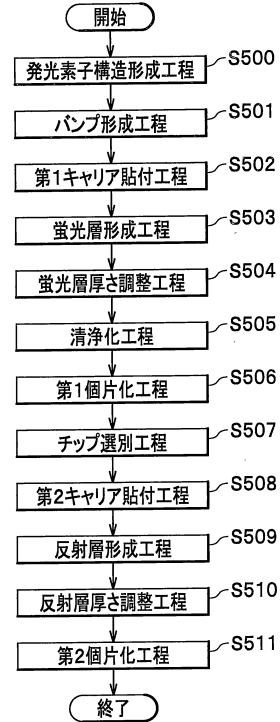 開始
発光素子構造形成工程 S500
バンプ形成工程 S501
第1キャリア貼付工程 S502
蛍光層形成工程 S503
蛍光層厚さ調整工程 S504
清浄化工程 S505
第1個片化工程 S506
チップ選別工程 S507
第2キャリア貼付工程 S508
反射層形成工程 S509
反射層厚さ調整工程 S510
第2個片化工程 S511
終了